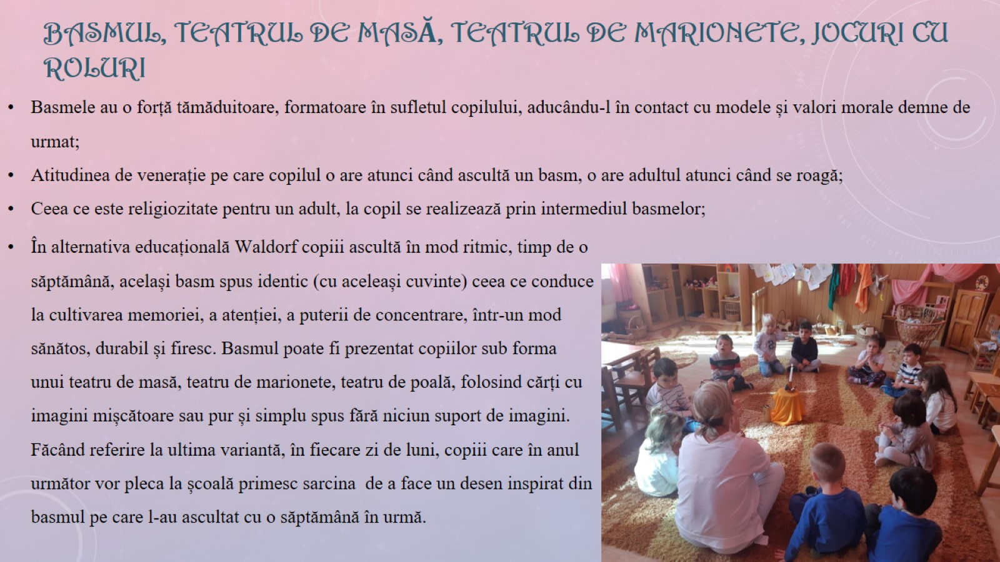 BASMUL, TEATRUL DE MASĂ, TEATRUL DE MARIONETE, JOCURI CU
ROLURI
• Basmele au o forță tămăduitoare, formatoare în sufletul copilului, aducându-l în contact cu modele și valori morale demne de
urmat;
• Atitudinea de venerație pe care copilul o are atunci când ascultă un basm, o are adultul atunci când se roagă;
• Ceea ce este religiozitate pentru un adult, la copil se realizează prin intermediul basmelor;
• În alternativa educațională Waldorf copiii ascultă în mod ritmic, timp de o
săptămână, același basm spus identic (cu aceleași cuvinte) ceea ce conduce
la cultivarea memoriei, a atenției, a puterii de concentrare, într-un mod
sănătos, durabil și firesc. Basmul poate fi prezentat copiilor sub forma
unui teatru de masă, teatru de marionete, teatru de poală, folosind cărți cu
imagini mișcătoare sau pur și simplu spus fără niciun suport de imagini.
Făcând referire la ultima variantă, în fiecare zi de luni, copiii care în anul
următor vor pleca la școală primesc sarcina de a face un desen inspirat din
basmul pe care l-au ascultat cu o săptămână în urmă.